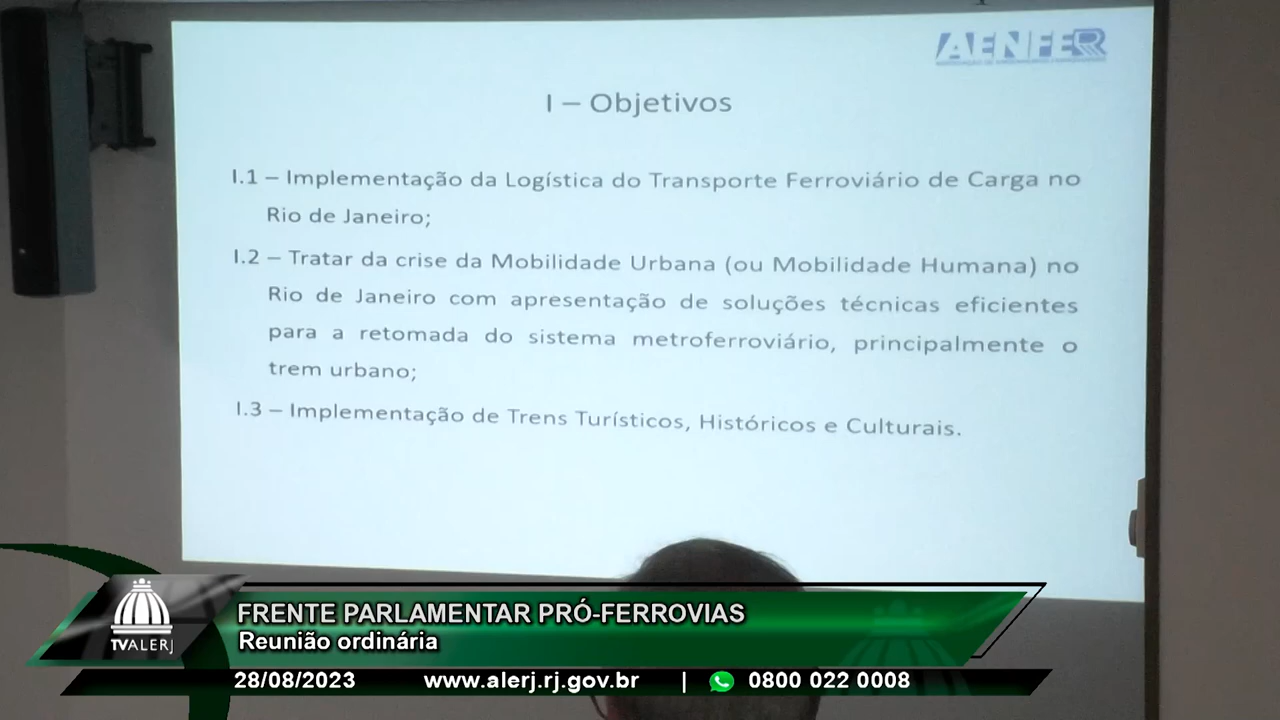 AENFER
I – Objetivos
I.1 – Implementação da Logística do Transporte Ferroviário de Carga no
Rio de Janeiro;
I.2 – Tratar da crise da Mobilidade Urbana (ou Mobilidade Humana) no
Rio de Janeiro com apresentação de soluções técnicas eficientes
para a retomada do sistema metroferroviário, principalmente o
trem urbano;
I.3 – Implementação de Trens Turísticos, Históricos e Culturais.
FRENTE PARLAMENTAR PRÓ-FERROVIAS
Reunião ordinária
TVALERJ
28/08/2023 www.alerj.rj.gov.br | 0800 022 0008